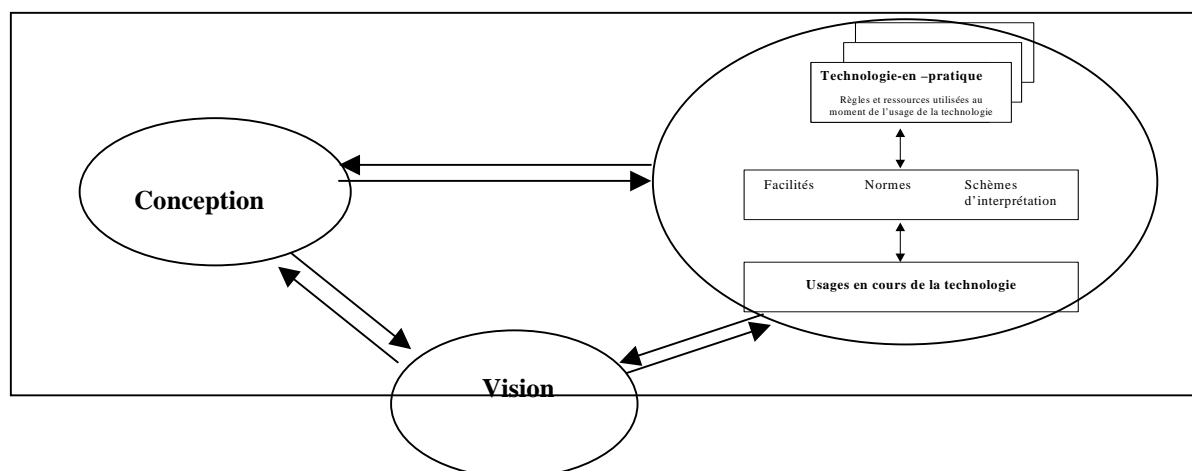 Technologie-en –pratique
Règles et ressources utilisées au
moment de l'usage de la technologie
Conception
Facilités Normes Schèmes
d'interprétation
Usages en cours de la technologie
Vision